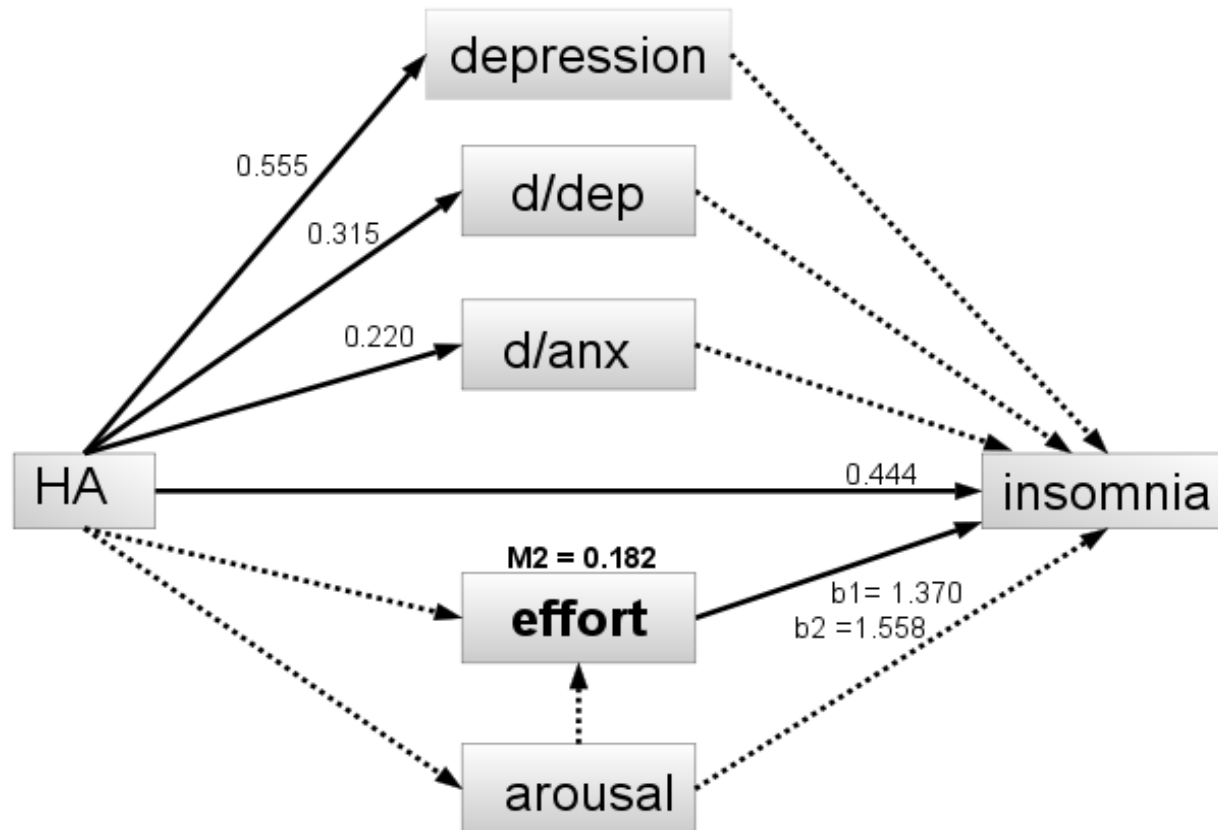 depression
0.555
d/dep
0.315
d/anx
0.220
HA
0.444
insomnia
M2 = 0.182
effort
b1= 1.370
b2 =1.558
arousal